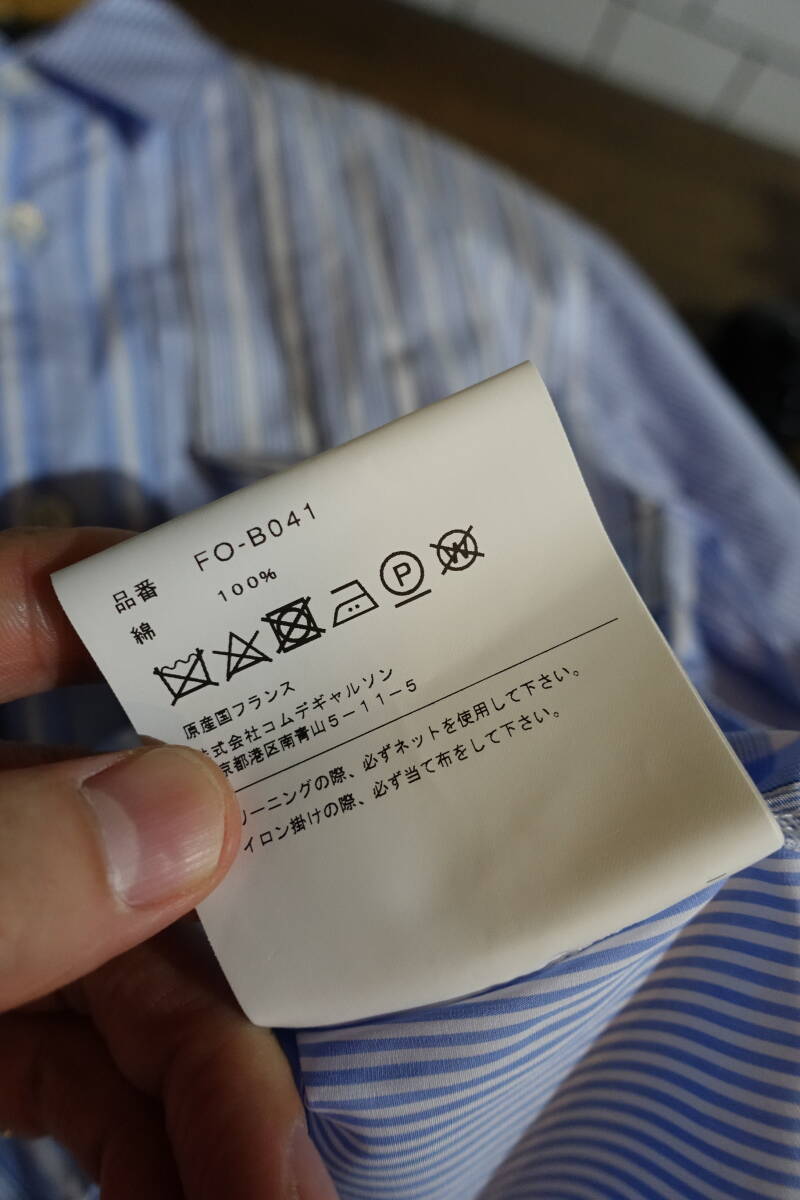 品番 FO-B041
綿 100%
P W
原産国フランス
式会社コムデギャルソン
京都港区南青山5-11-5
リーニングの際、必ずネットを使用して下さい。
イロン掛けの際、必ず当て布をして下さい。